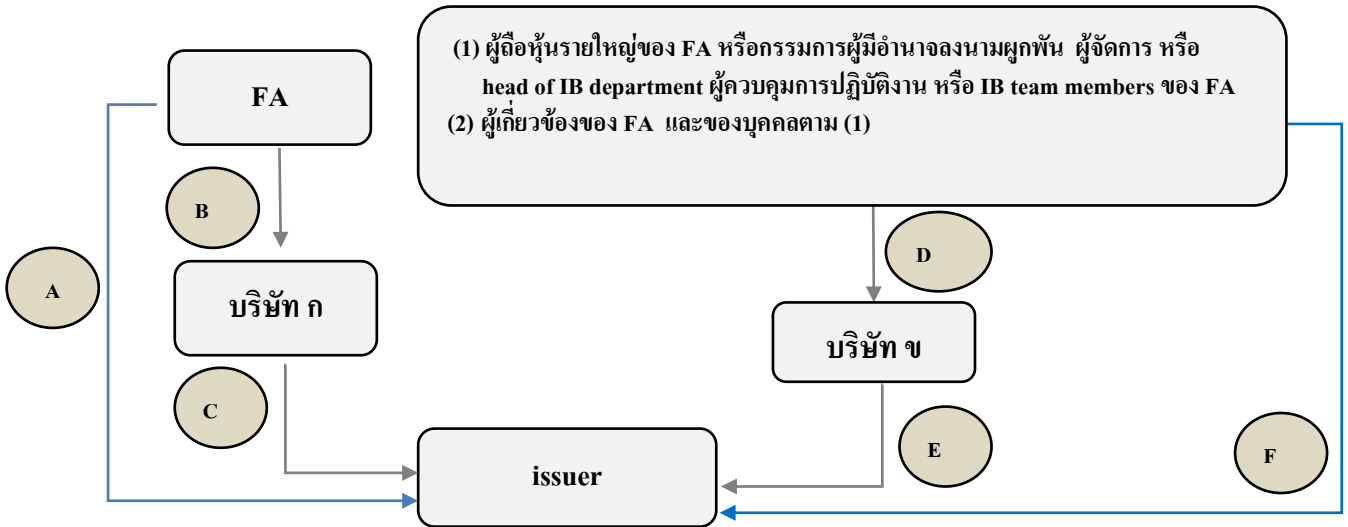 (1) ผู้ถือหุ้นรายใหญ่ของ FA หรือกรรมการผู้มีอำนาจลงนามผูกพัน ผู้จัดการ หรือ
head of IB department ผู้ควบคุมการปฏิบัติงาน หรือ IB team members ของ FA
(2) ผู้เกี่ยวข้องของ FA และของบุคคลตาม (1)
FA
B
D
A
บริษัท ก
บริษัท ข
C
E
F
issuer